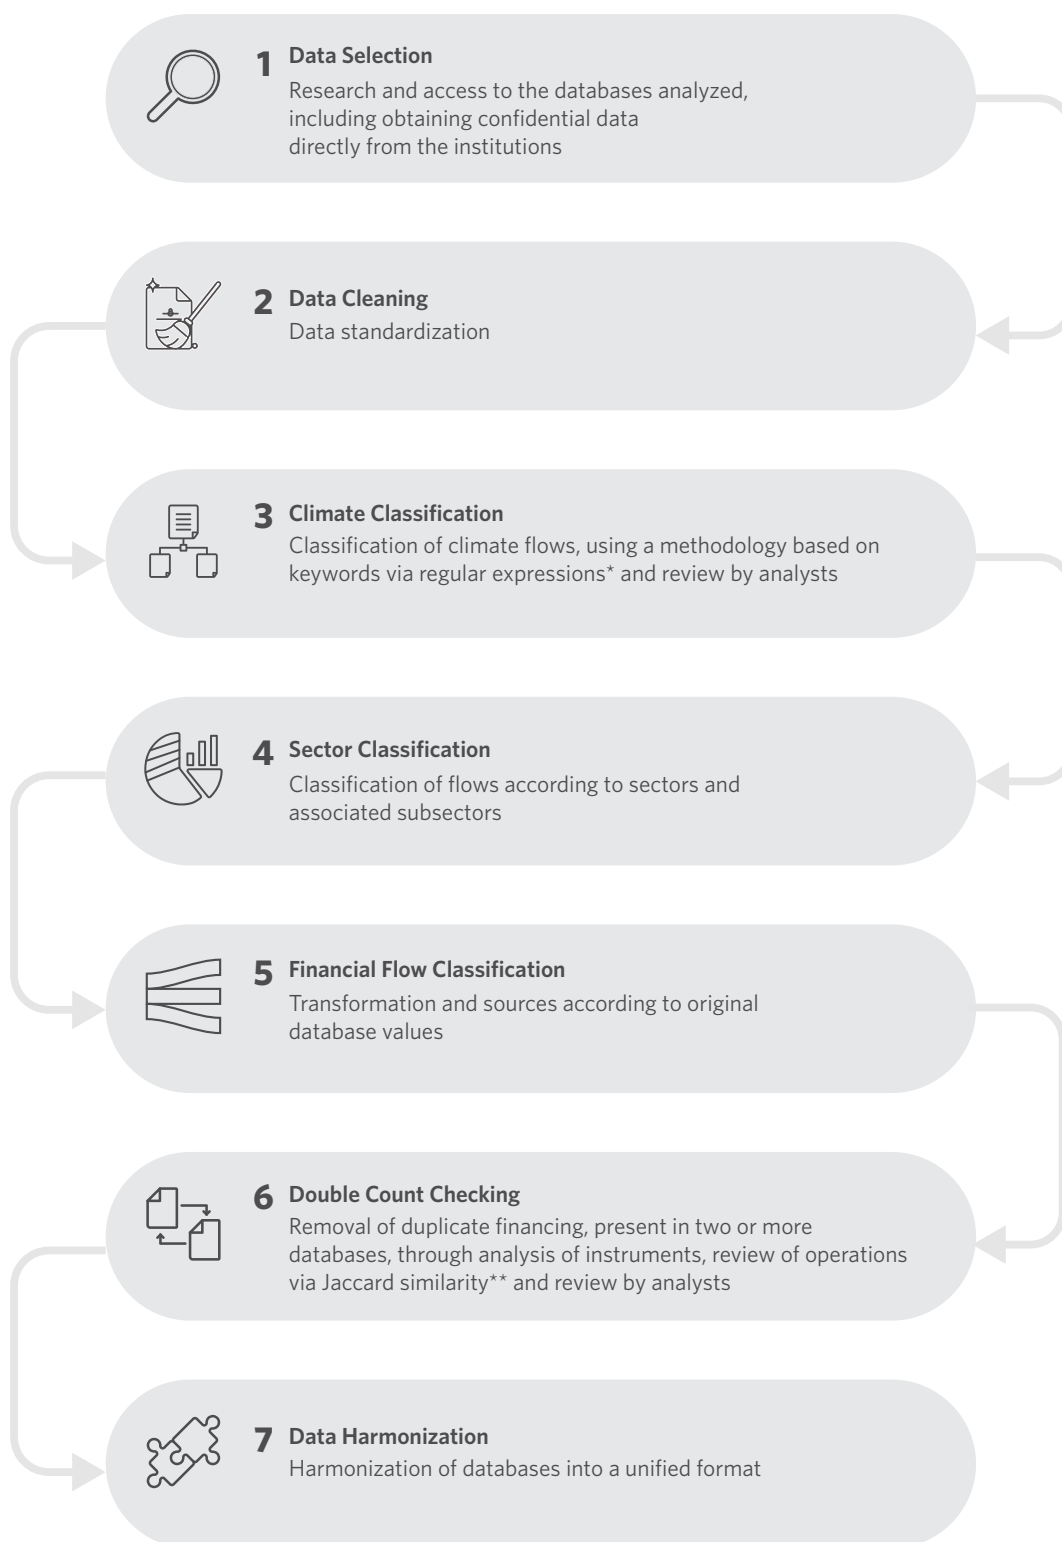 1 Data Selection
Research and access to the databases analyzed,
including obtaining confidential data
directly from the institutions
2 Data Cleaning
Data standardization
3 Climate Classification
Classification of climate flows, using a methodology based on
keywords via regular expressions* and review by analysts
4 Sector Classification
Classification of flows according to sectors and
associated subsectors
5 Financial Flow Classification
Transformation and sources according to original
database values
6 Double Count Checking
Removal of duplicate financing, present in two or more
databases, through analysis of instruments, review of operations
via Jaccard similarity** and review by analysts
7 Data Harmonization
Harmonization of databases into a unified format